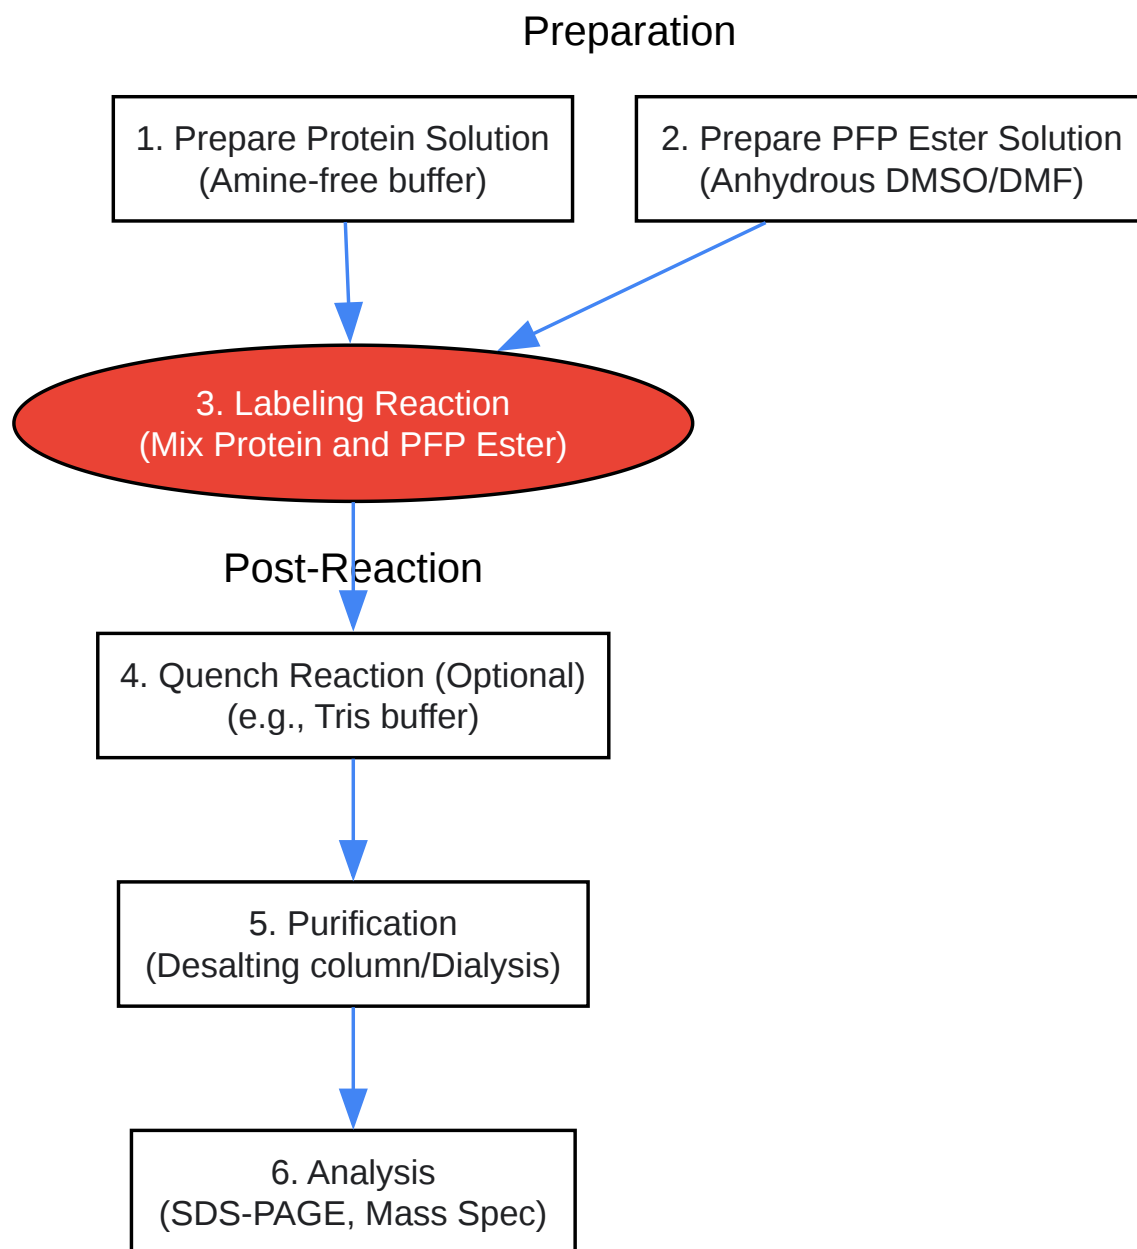 Preparation
1. Prepare Protein Solution
(Amine-free buffer)
2. Prepare PFP Ester Solution
(Anhydrous DMSO/DMF)
3. Labeling Reaction
(Mix Protein and PFP Ester)
Post-Reaction
4. Quench Reaction (Optional)
(e.g., Tris buffer)
5. Purification
(Desalting column/Dialysis)
6. Analysis
(SDS-PAGE, Mass Spec)